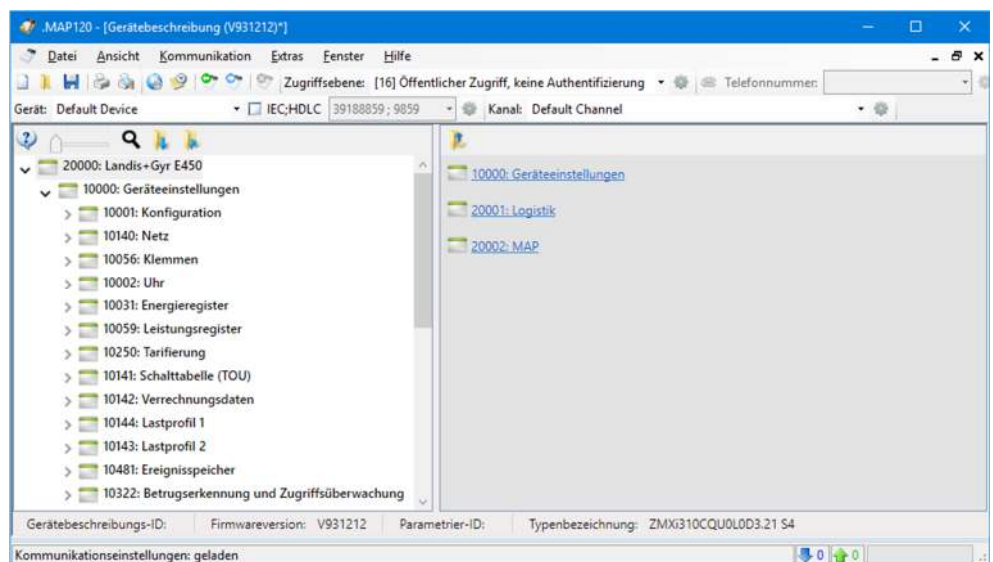 .MAP120 - [Gerätebeschreibung (V931212)*]
Datei Ansicht Kommunikation Extras Fenster Hilfe
Zugriffsebene: [16] Öffentlicher Zugriff, keine Authentifizierung Telefonnummer:
Gerät: Default Device IEC;HDLC 39188859 ; 9859 Kanal: Default Channel
20000: Landis+Gyr E450
10000: Geräteeinstellungen
10001: Konfiguration
10140: Netz
10056: Klemmen
10002: Uhr
10031: Energieregister
10059: Leistungsregister
10250: Tarifierung
10141: Schalttabelle (TOU)
10142: Verrechnungsdaten
10144: Lastprofil 1
10143: Lastprofil 2
10481: Ereignisspeicher
10322: Betrugserkennung und Zugriffsüberwachung
10000: Geräteeinstellungen
20001: Logistik
20002: MAP
Gerätebeschreibungs-ID: Firmwareversion: V931212 Parametrier-ID: Typenbezeichnung: ZMXi310CQU0L0D3.21 S4
Kommunikationseinstellungen: geladen 0 0